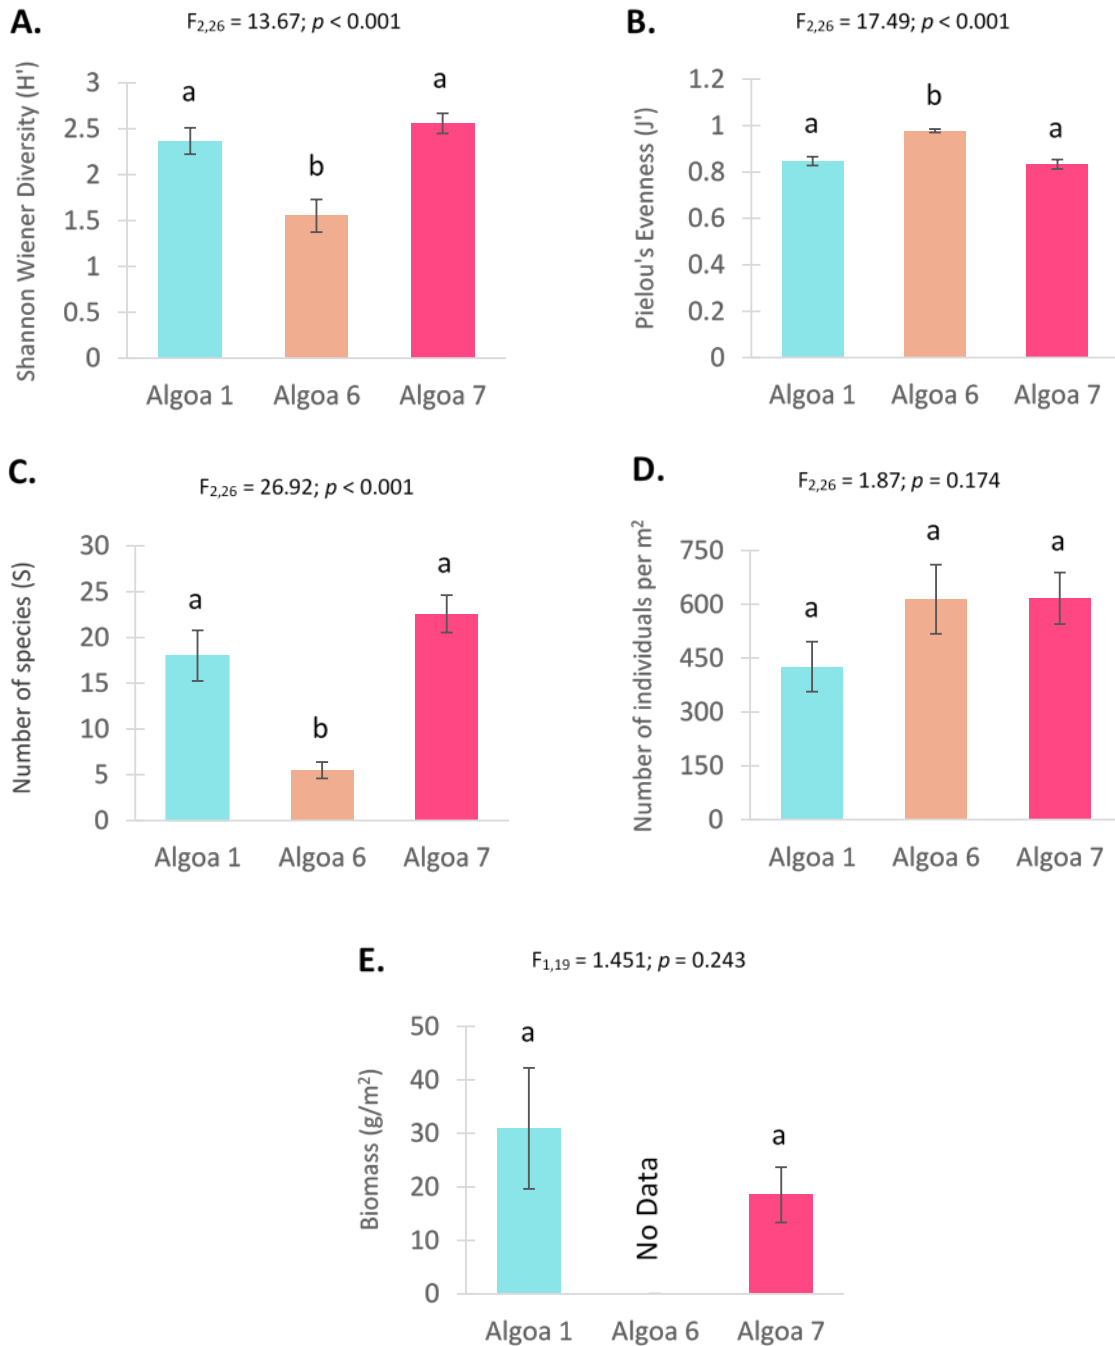 A.
F2,26 = 13.67; p < 0.001
Shannon Wiener Diversity (H')
3
2.5
2
1.5
1
0.5
0
a
b
a
Algoa 1 Algoa 6 Algoa 7
B.
F2,26 = 17.49; p < 0.001
Pielou's Evenness (J')
1.2
1
0.8
0.6
0.4
0.2
0
a
b
a
Algoa 1 Algoa 6 Algoa 7
C.
F2,26 = 26.92; p < 0.001
Number of species (S)
30
25
20
15
10
5
0
a
b
a
Algoa 1 Algoa 6 Algoa 7
D.
F2,26 = 1.87; p = 0.174
Number of individuals per m²
750
600
450
300
150
0
a
a
a
Algoa 1 Algoa 6 Algoa 7
E.
F1,19 = 1.451; p = 0.243
Biomass (g/m²)
50
40
30
20
10
0
a
No Data
a
Algoa 1 Algoa 6 Algoa 7